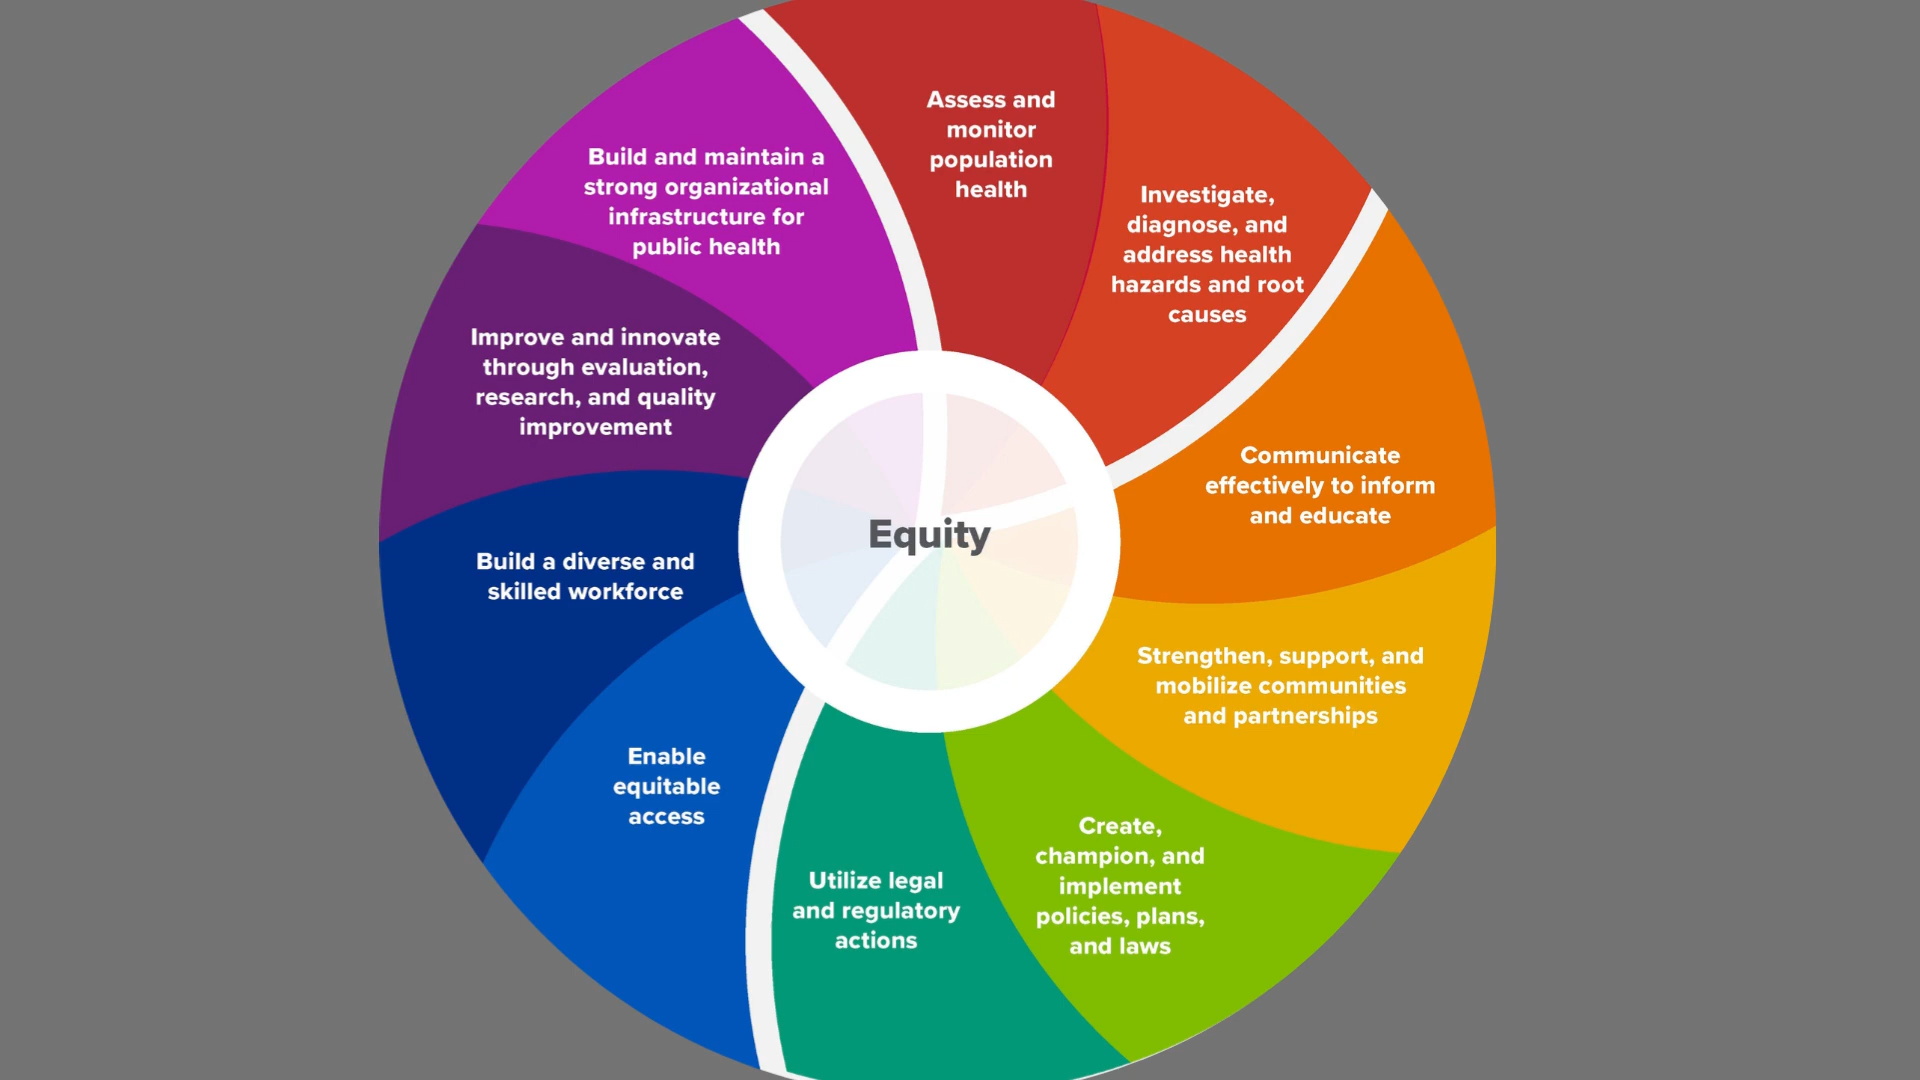 Assess and
monitor
population
health
Investigate,
diagnose, and
address health
hazards and root
causes
Communicate
effectively to inform
and educate
Strengthen, support, and
mobilize communities
and partnerships
Create,
champion, and
implement
policies, plans,
and laws
Utilize legal
and regulatory
actions
Enable
equitable
access
Build a diverse and
skilled workforce
Improve and innovate
through evaluation,
research, and quality
improvement
Build and maintain a
strong organizational
infrastructure for
public health
Equity